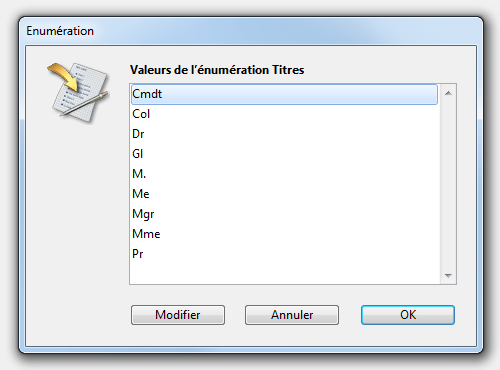 Enumération
Valeurs de l'énumération Titres
Cmdt
Col
Dr
Gl
M.
Me
Mgr
Mme
Pr
Modifier
Annuler
OK